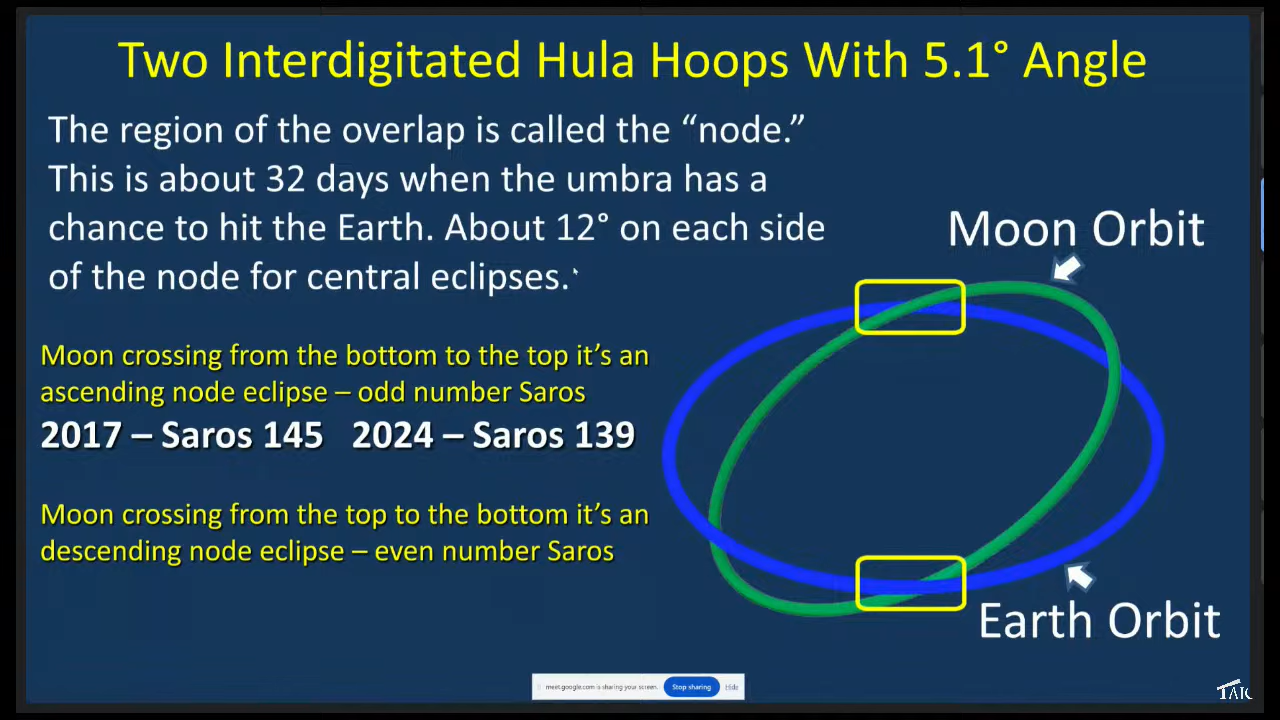 Two Interdigitated Hula Hoops With 5.1° Angle
The region of the overlap is called the “node.”
This is about 32 days when the umbra has a
chance to hit the Earth. About 12° on each side
of the node for central eclipses.
Moon Orbit
Moon crossing from the bottom to the top it’s an
ascending node eclipse – odd number Saros
2017 – Saros 145 2024 – Saros 139
Moon crossing from the top to the bottom it’s an
descending node eclipse – even number Saros
Earth Orbit
meet.google.com is sharing your screen. Stop sharing Hide